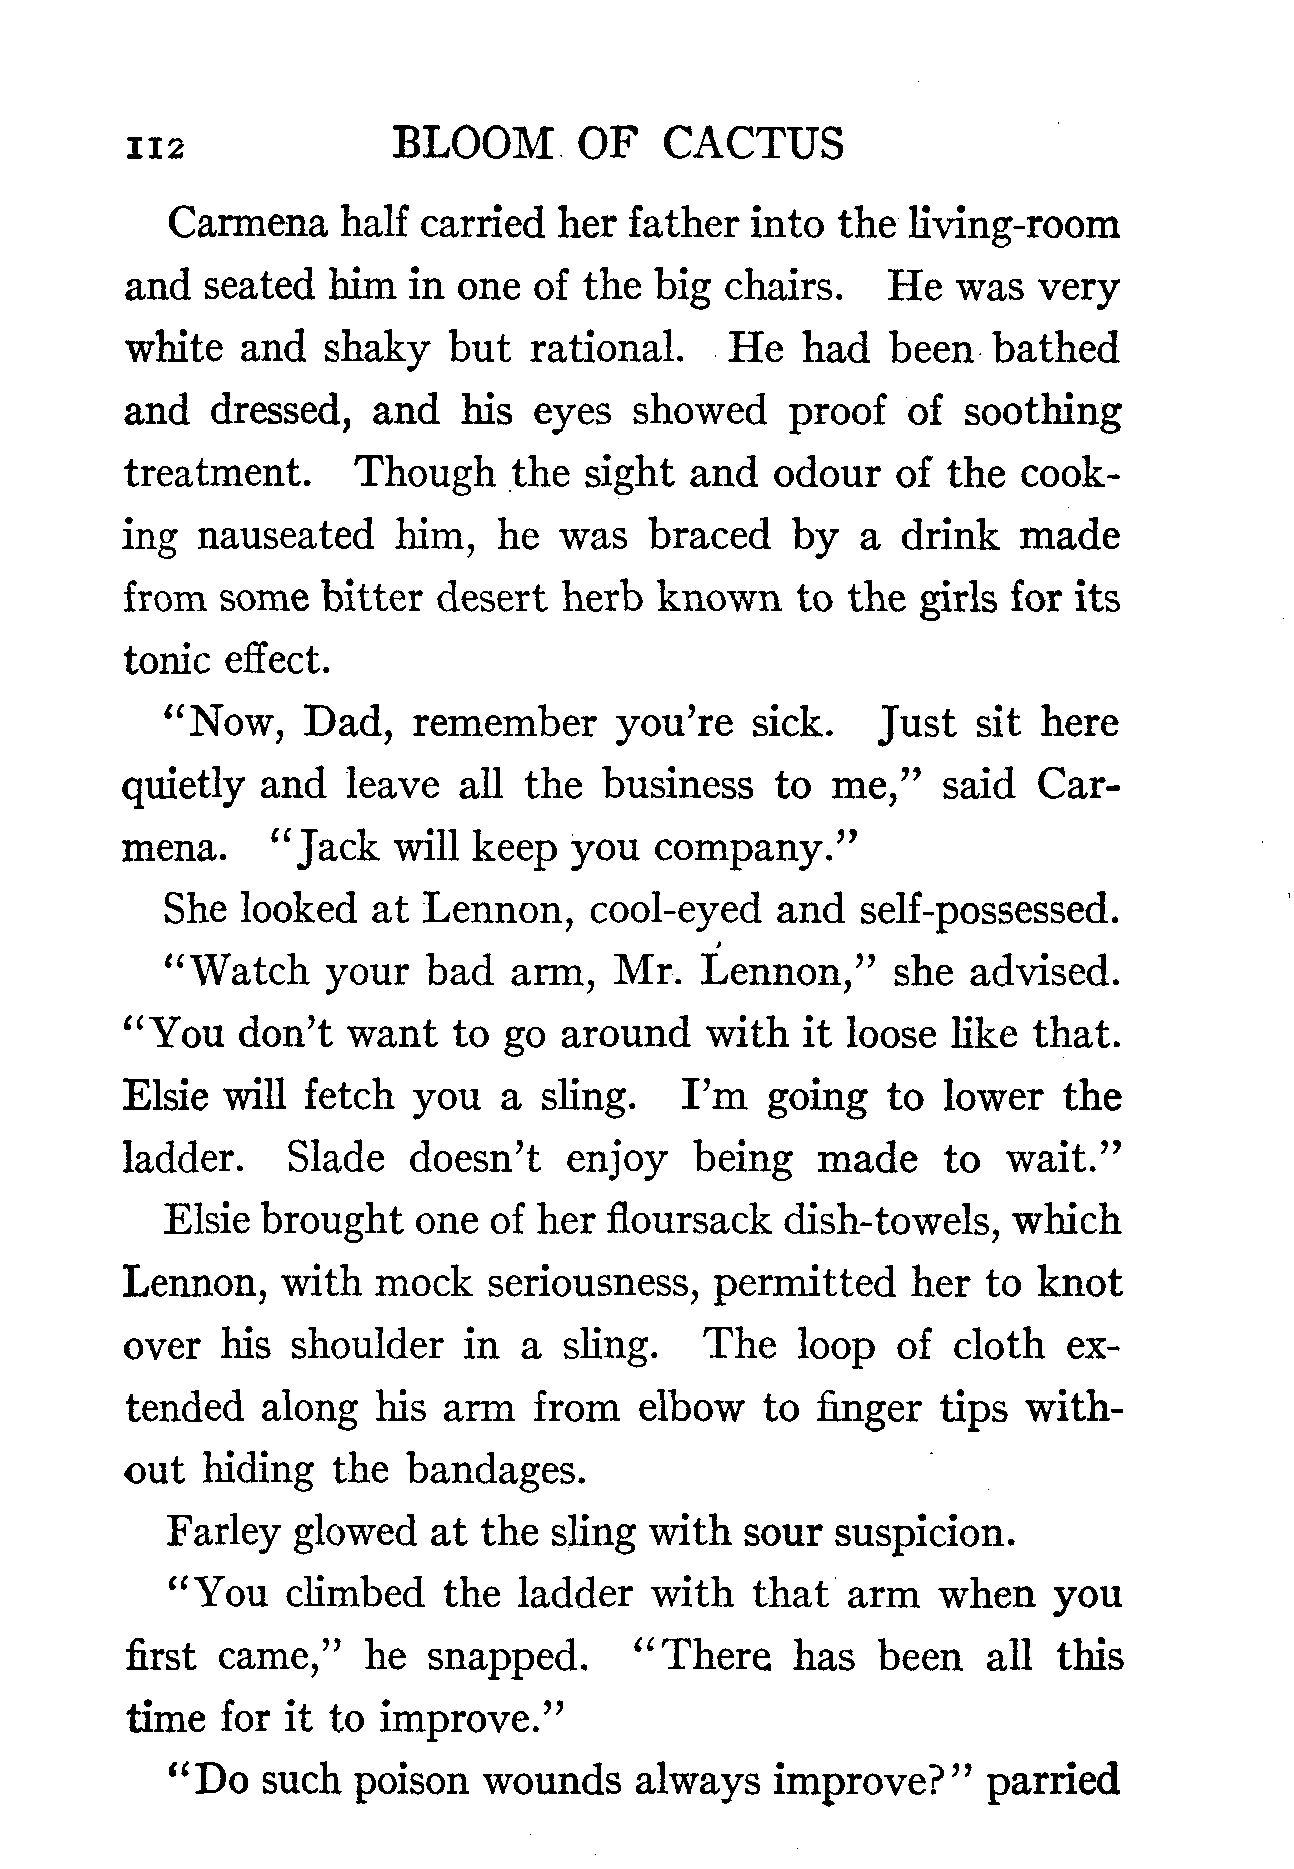 112 BLOOM OF CACTUS
Carmena half carried her father into the living-room
and seated him in one of the big chairs. He was very
white and shaky but rational. He had been bathed
and dressed, and his eyes showed proof of soothing
treatment. Though the sight and odour of the cook-
ing nauseated him, he was braced by a drink made
from some bitter desert herb known to the girls for its
tonic effect.
"Now, Dad, remember you're sick. Just sit here
quietly and leave all the business to me," said Car-
mena. "Jack will keep you company."
She looked at Lennon, cool-eyed and self-possessed.
"Watch your bad arm, Mr. Lennon," she advised.
"You don't want to go around with it loose like that.
Elsie will fetch you a sling. I'm going to lower the
ladder. Slade doesn't enjoy being made to wait."
Elsie brought one of her floursack dish-towels, which
Lennon, with mock seriousness, permitted her to knot
over his shoulder in a sling. The loop of cloth ex-
tended along his arm from elbow to finger tips with-
out hiding the bandages.
Farley glowed at the sling with sour suspicion.
"You climbed the ladder with that arm when you
first came," he snapped. "There has been all this
time for it to improve."
"Do such poison wounds always improve?" parried